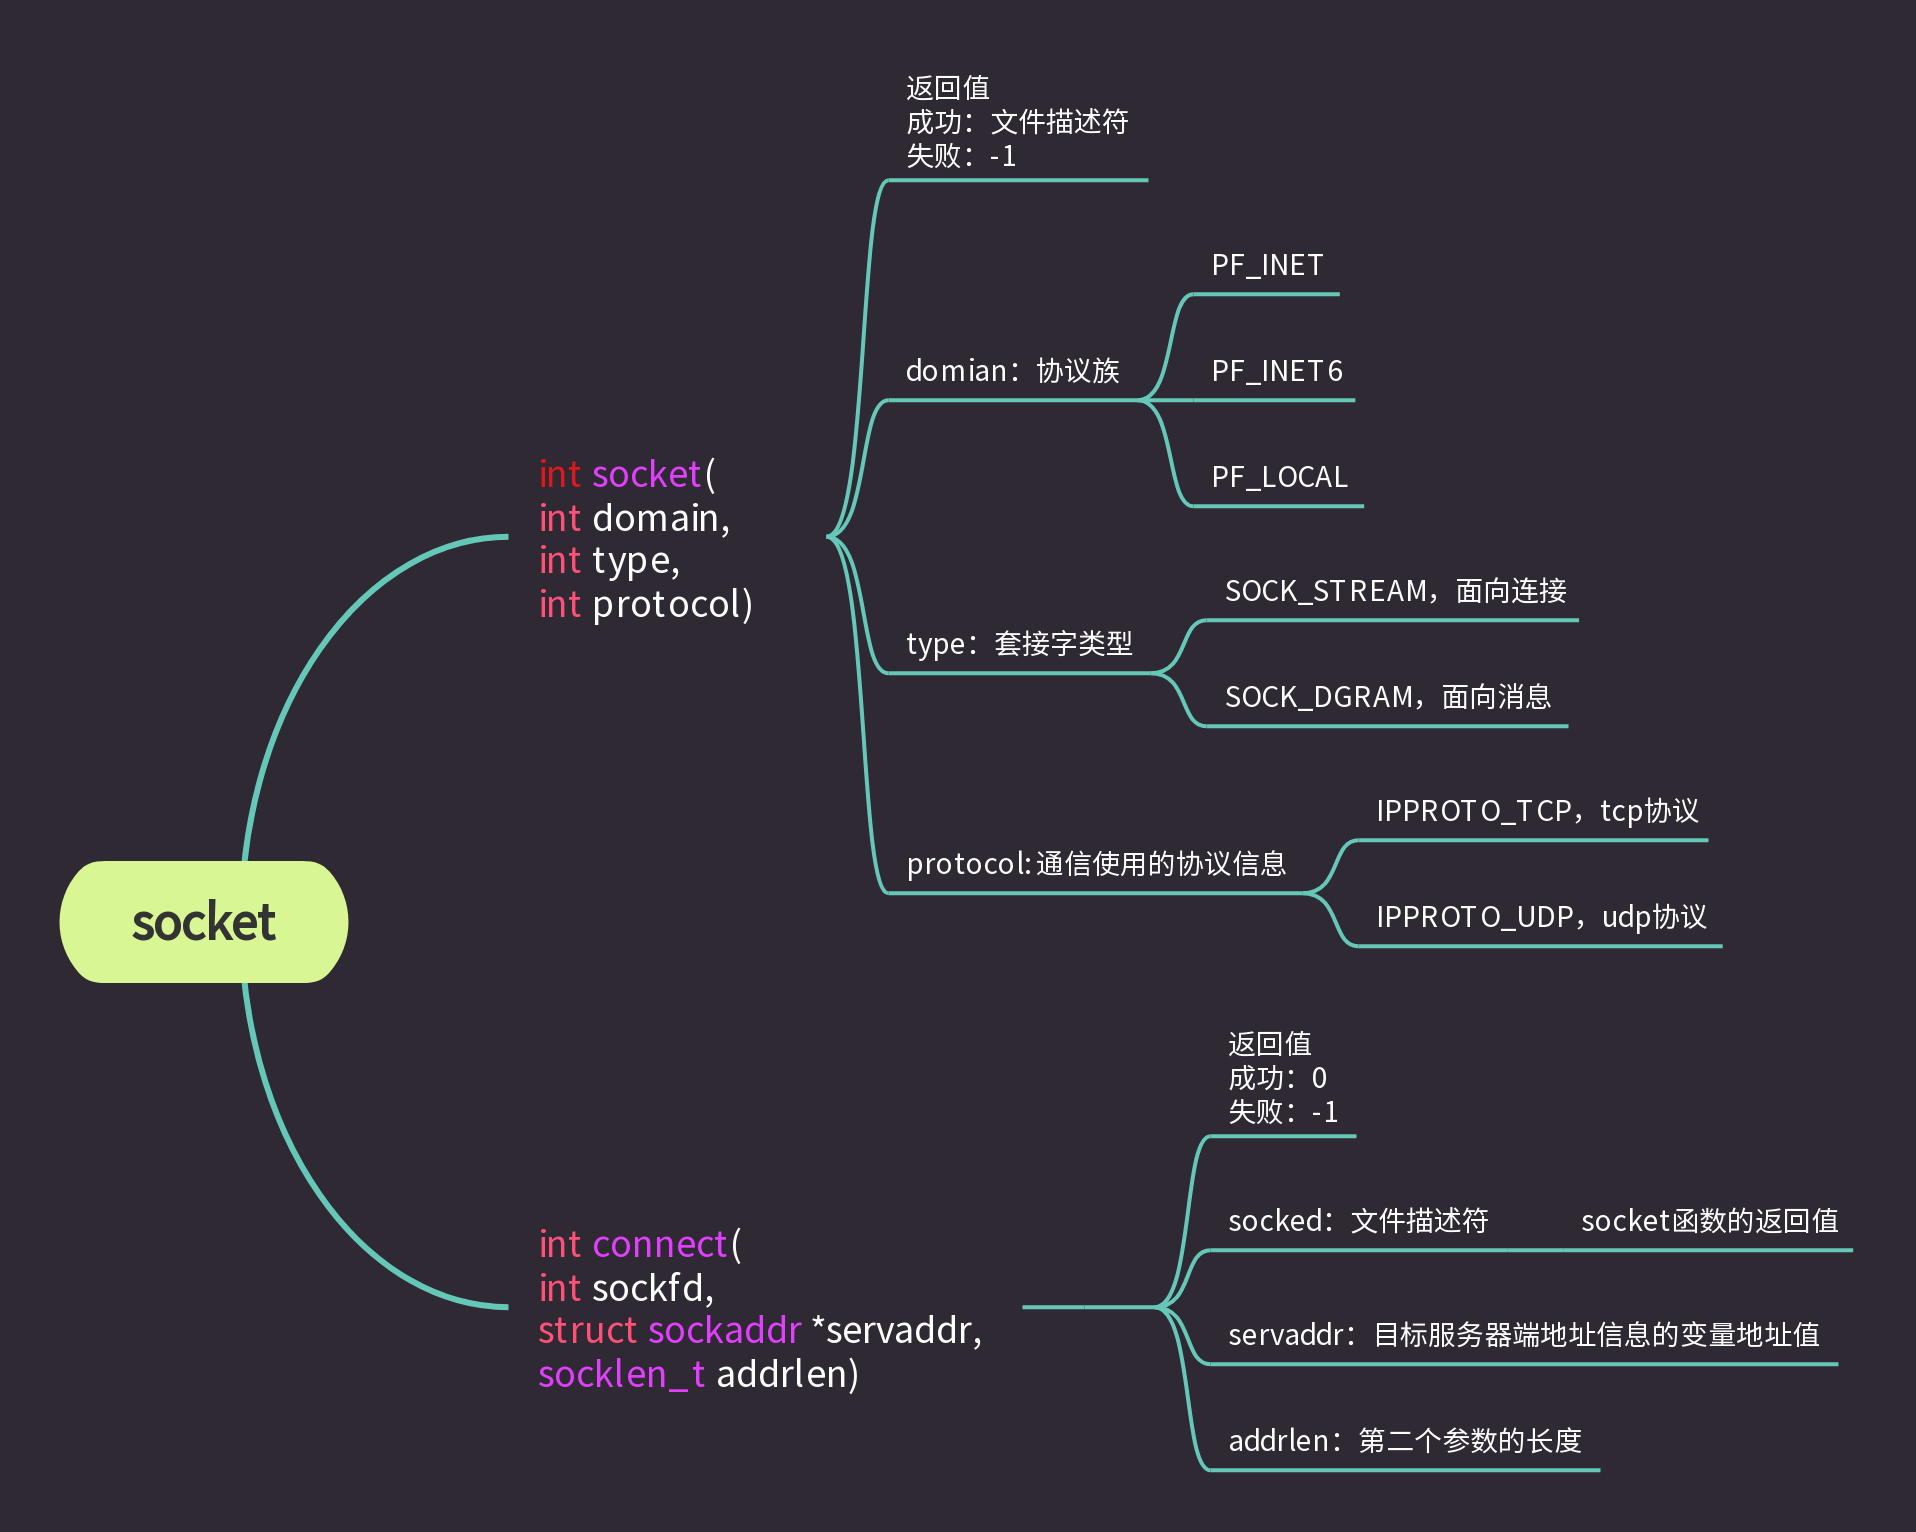 socket
int socket(
int domain,
int type,
int protocol)
返回值
成功：文件描述符
失败：-1
domian：协议族
PF_INET
PF_INET6
PF_LOCAL
type：套接字类型
SOCK_STREAM，面向连接
SOCK_DGRAM，面向消息
protocol:通信使用的协议信息
IPPROTO_TCP，tcp协议
IPPROTO_UDP，udp协议
int connect(
int sockfd,
struct sockaddr *servaddr,
socklen_t addrlen)
返回值
成功：0
失败：-1
socked：文件描述符
socket函数的返回值
servaddr：目标服务器端地址信息的变量地址值
addrlen：第二个参数的长度